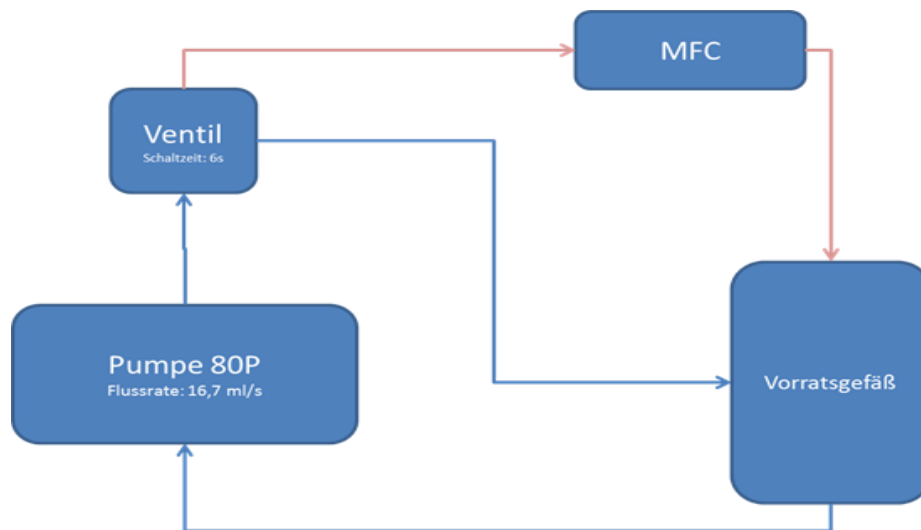 MFC
Ventil
Schaltzeit: 6s
Pumpe 80P
Flussrate: 16,7 ml/s
Vorratsgefäß